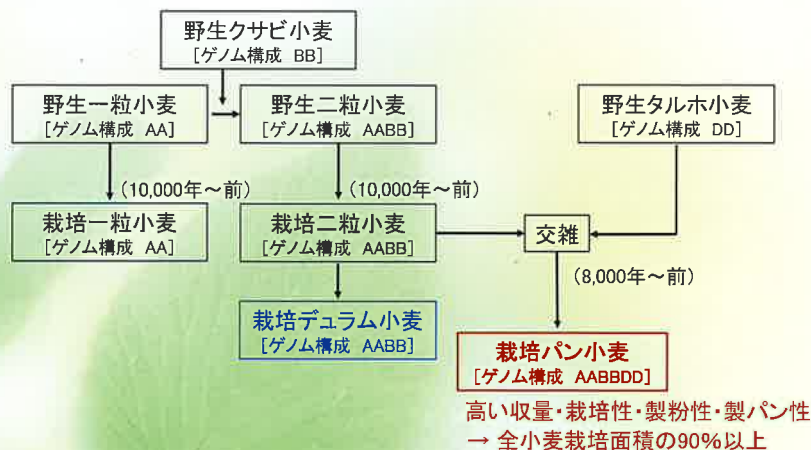 野生クサビ小麦
[ゲノム構成 BB]
野生一粒小麦
[ゲノム構成 AA]
野生二粒小麦
[ゲノム構成 AABB]
野生タルホ小麦
[ゲノム構成 DD]
(10,000年～前)
(10,000年～前)
栽培一粒小麦
[ゲノム構成 AA]
栽培二粒小麦
[ゲノム構成 AABB]
交雑
(8,000年～前)
栽培デュラム小麦
[ゲノム構成 AABB]
栽培パン小麦
[ゲノム構成 AABBDD]
高い収量・栽培性・製粉性・製パン性
→ 全小麦栽培面積の90%以上